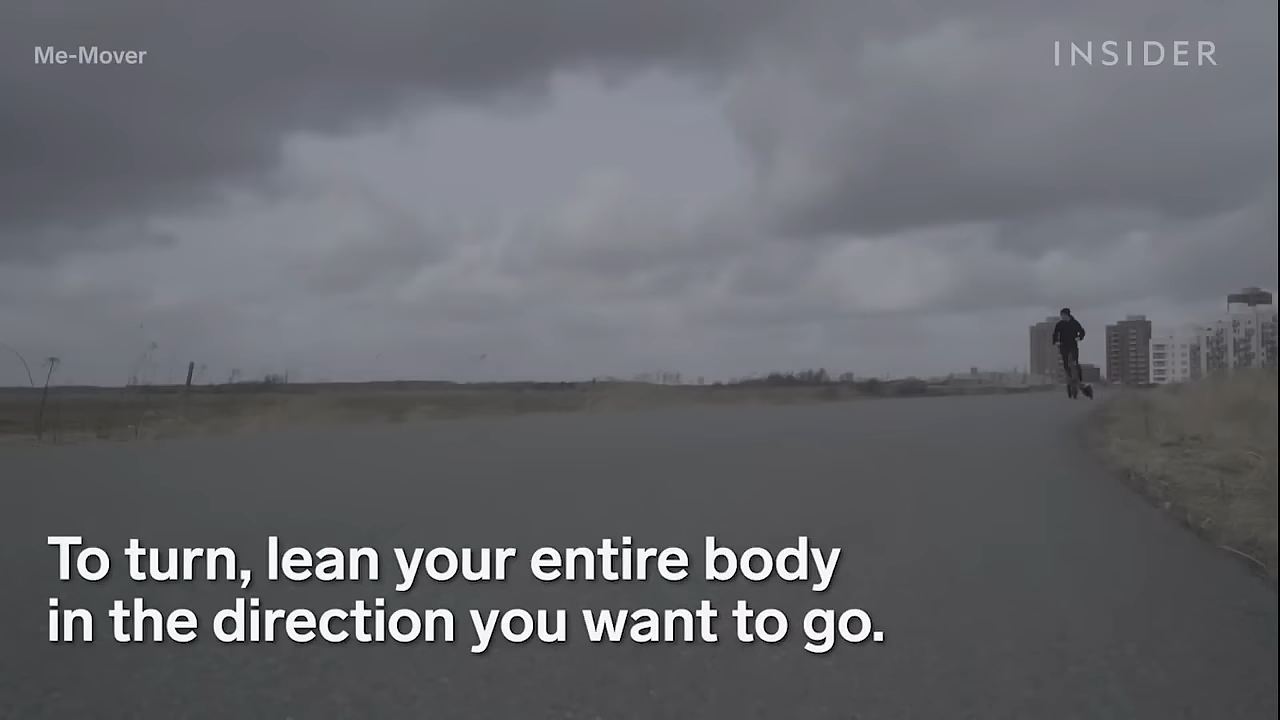 Me-Mover
INSIDER
To turn, lean your entire body
in the direction you want to go.